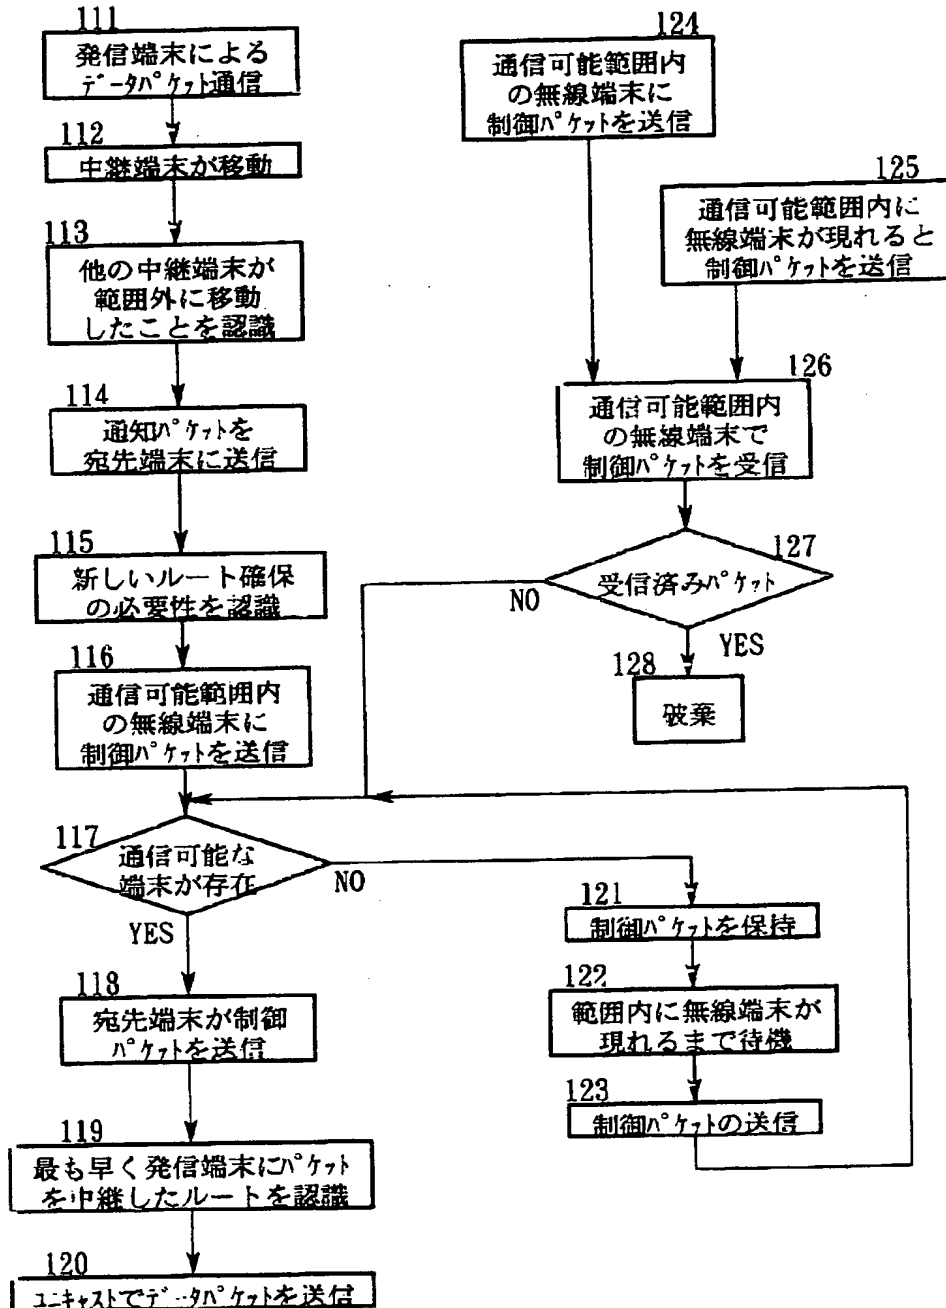 111
発信端末による
データパケット通信
112
中継端末が移動
113
他の中継端末が
範囲外に移動
したことを認識
114
通知パケットを
宛先端末に送信
115
新しいルート確保
の必要性を認識
116
通信可能範囲内
の無線端末に
制御パケットを送信
117
通信可能な
端末が存在
NO
YES
118
宛先端末が制御
パケットを送信
119
最も早く発信端末にパケット
を中継したルートを認識
120
ユニキャストでデータパケットを送信
121
制御パケットを保持
122
範囲内に無線端末が
現れるまで待機
123
制御パケットの送信
124
通信可能範囲内
の無線端末に
制御パケットを送信
125
通信可能範囲内に
無線端末が現れると
制御パケットを送信
126
通信可能範囲内
の無線端末で
制御パケットを受信
127
受信済みパケット
NO
YES
128
破棄